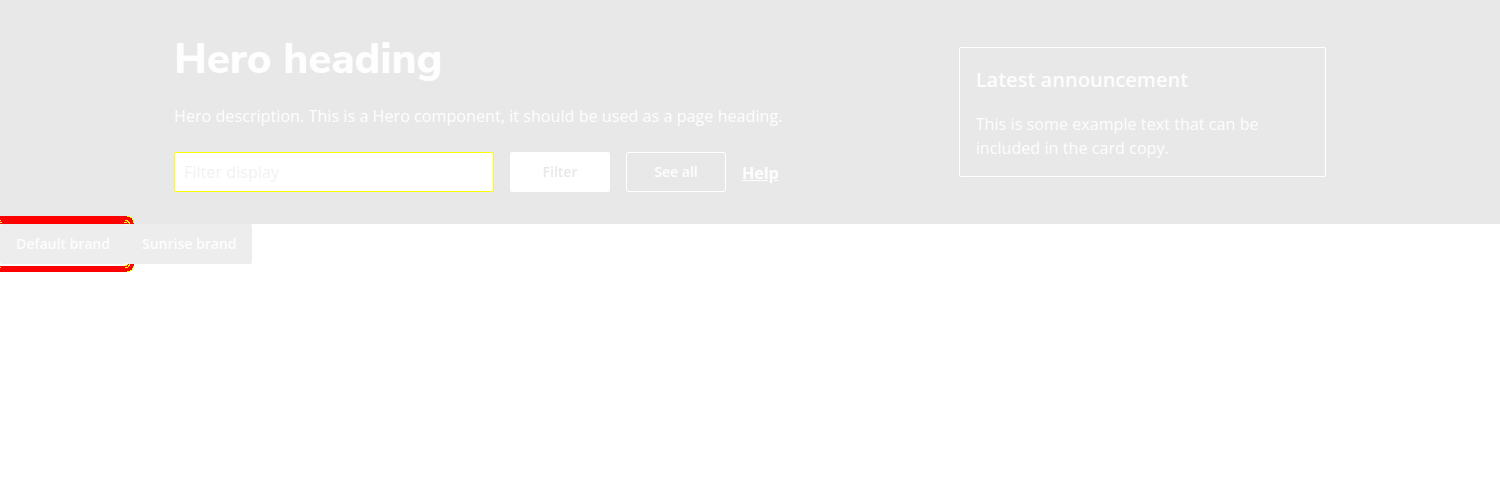 Hero heading
Hero description. This is a Hero component, it should be used as a page heading.
Filter display
Filter
See all
Help
Latest announcement
This is some example text that can be
included in the card copy.
Default brand
Sunrise brand